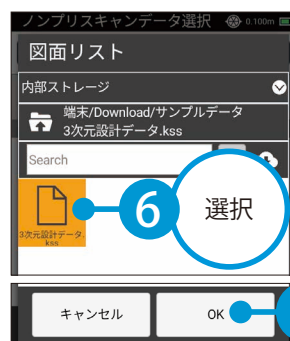 ノンプリスキャンデータ選択 0.100m
図面リスト
内部ストレージ
端末/Download/サンプルデータ
3次元設計データ.kss
Search
3次元設計データ.
kss
6
選択
キャンセル
OK